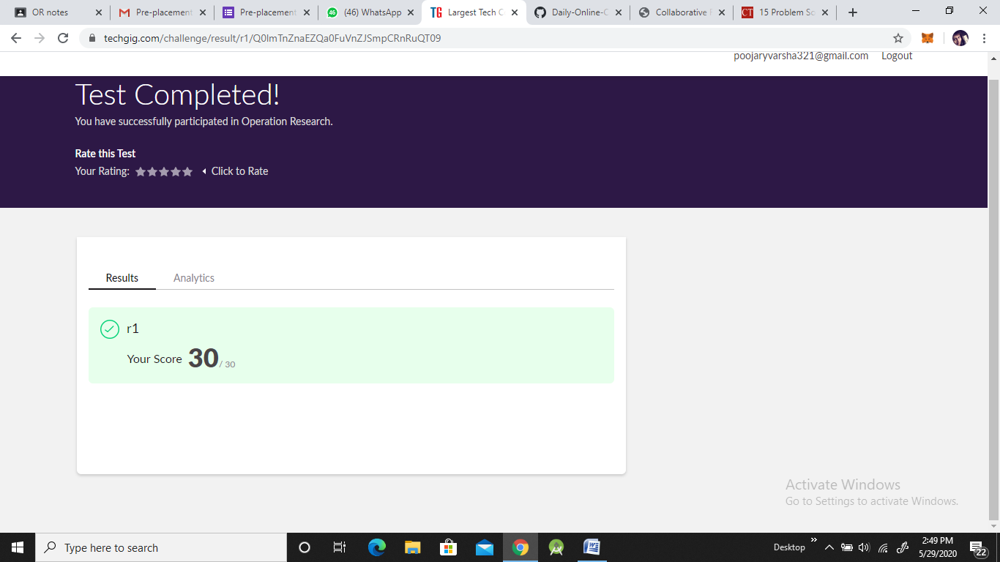 OR notes
Pre-placement
Pre-placement
(46) WhatsApp
Largest Tech C
Daily-Online-C
Collaborative F
15 Problem So
techgig.com/challenge/result/r1/Q0lmTnZnaEZQa0FuVnZJSmpCRnRuQT09
poojaryvarsha321@gmail.com Logout
Test Completed!
You have successfully participated in Operation Research.
Rate this Test
Your Rating: Click to Rate
Results Analytics
r1
Your Score 30 / 30
Activate Windows
Go to Settings to activate Windows.
Type here to search
Desktop
2:49 PM
5/29/2020
22